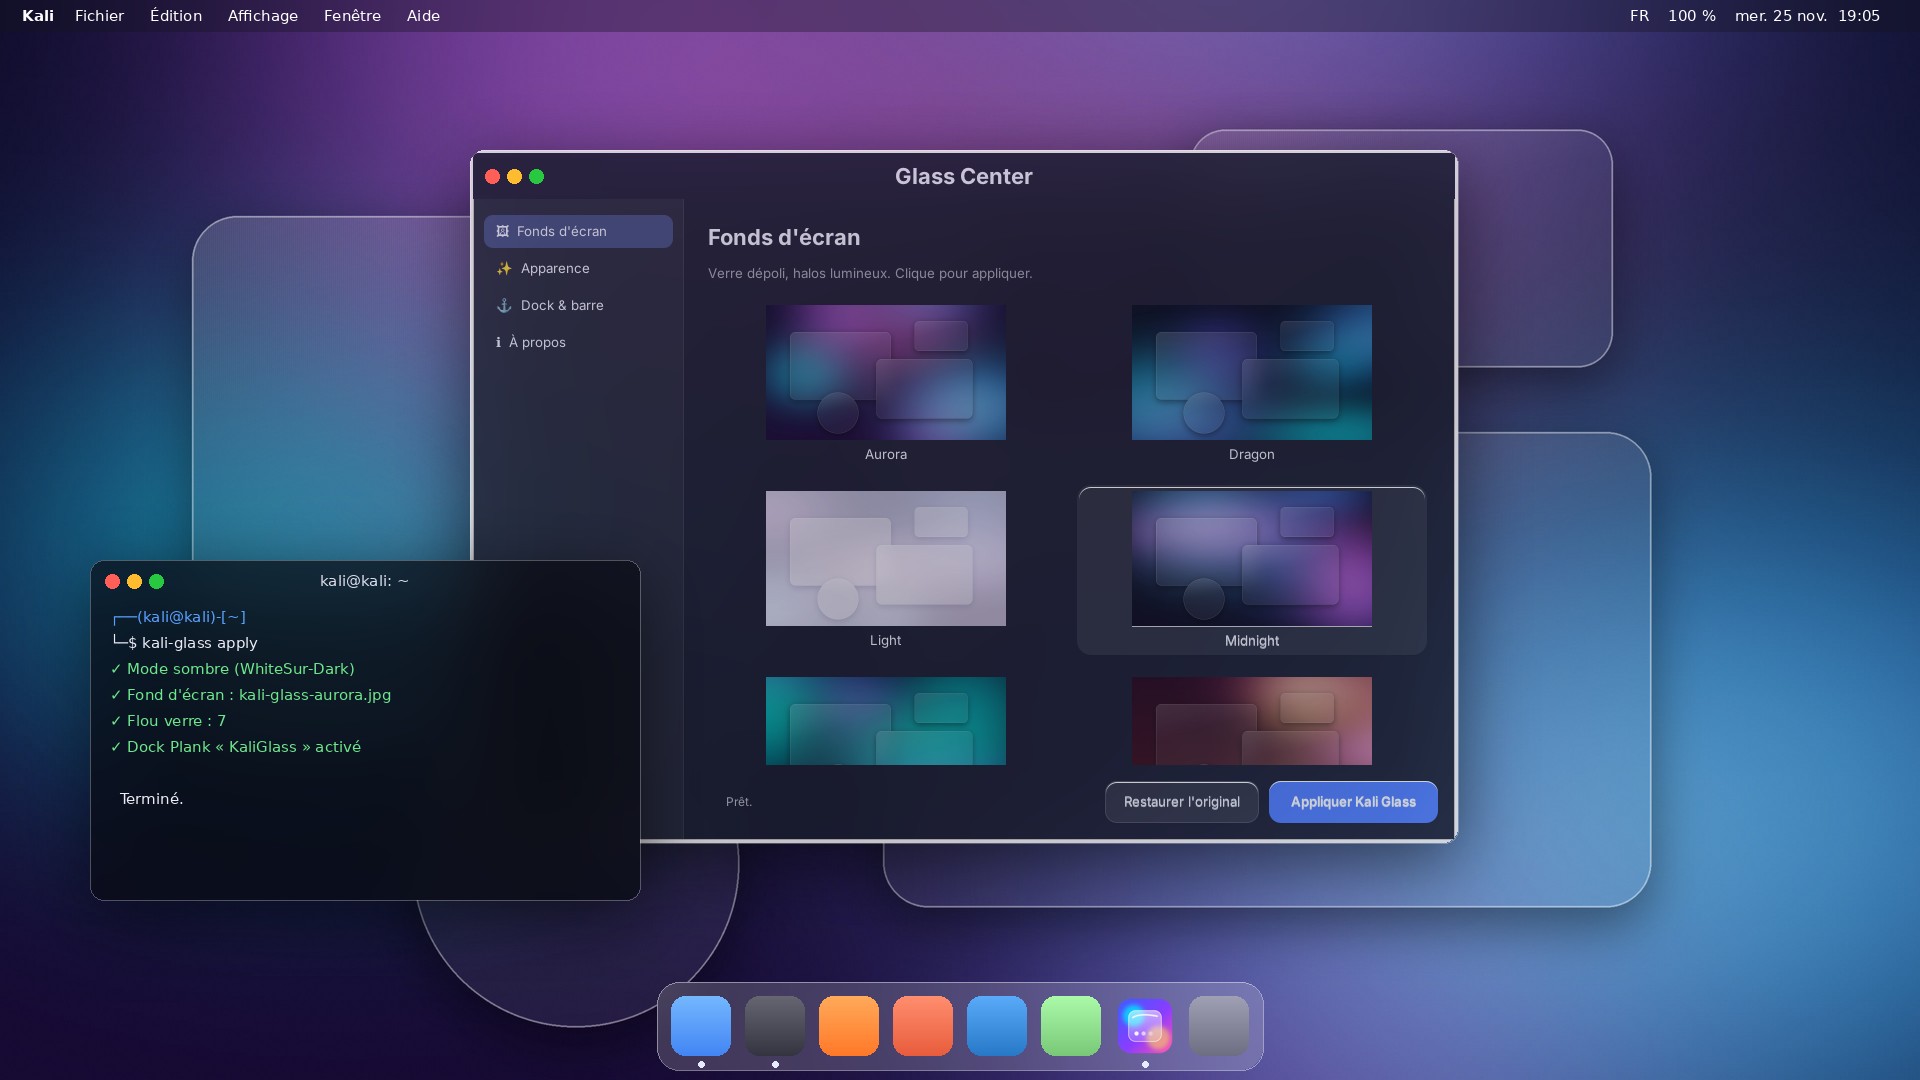 Kali Fichier Édition Affichage Fenêtre Aide FR 100 % mer. 25 nov. 19:05
Glass Center
Fonds d'écran
Apparence
Dock & barre
À propos
Fonds d'écran
Verre dépoli, halos lumineux. Clique pour appliquer.
Aurora
Dragon
Light
Midnight
Prêt.
Restaurer l'original
Appliquer Kali Glass
kali@kali: ~
┌──(kali@kali)-[~]
└─$ kali-glass apply
✓ Mode sombre (WhiteSur-Dark)
✓ Fond d'écran : kali-glass-aurora.jpg
✓ Flou verre : 7
✓ Dock Plank « KaliGlass » activé
Terminé.